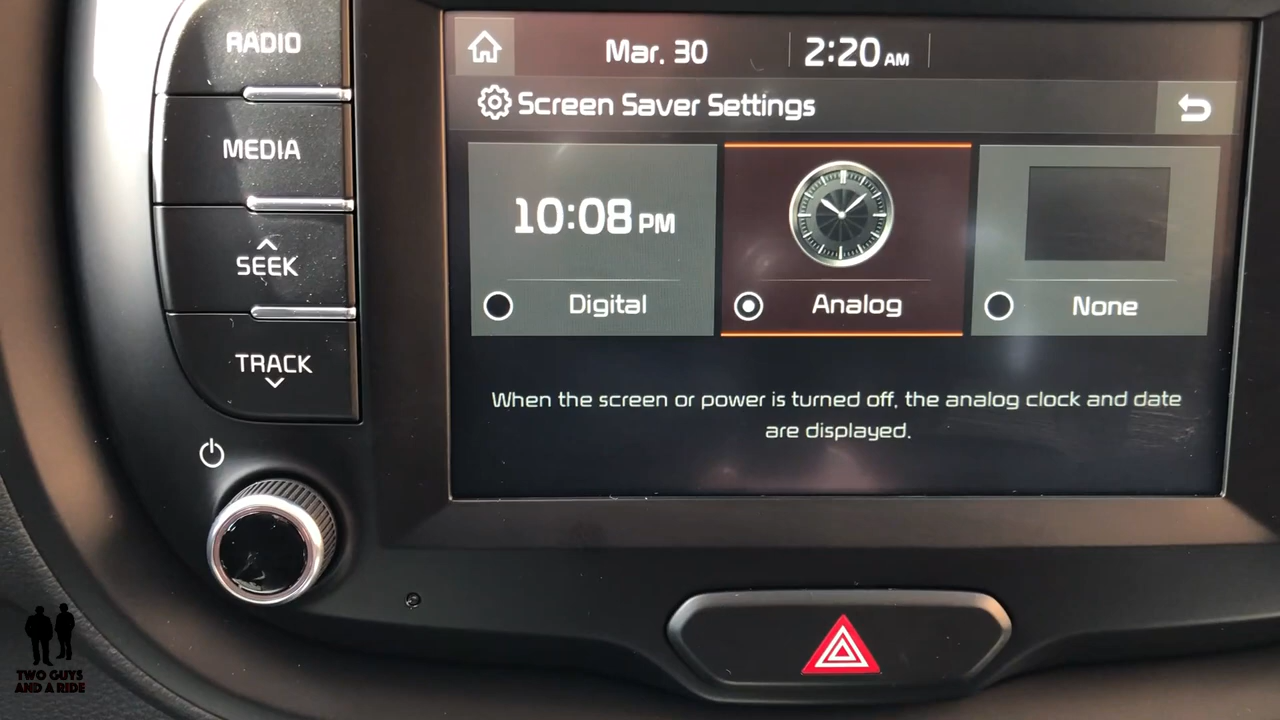 RADIO
MEDIA
SEEK
TRACK
Mar. 30
2:20 AM
Screen Saver Settings
10:08 PM
Digital
Analog
None
When the screen or power is turned off, the analog clock and date
are displayed.
TWO GUYS
AND A RIDE